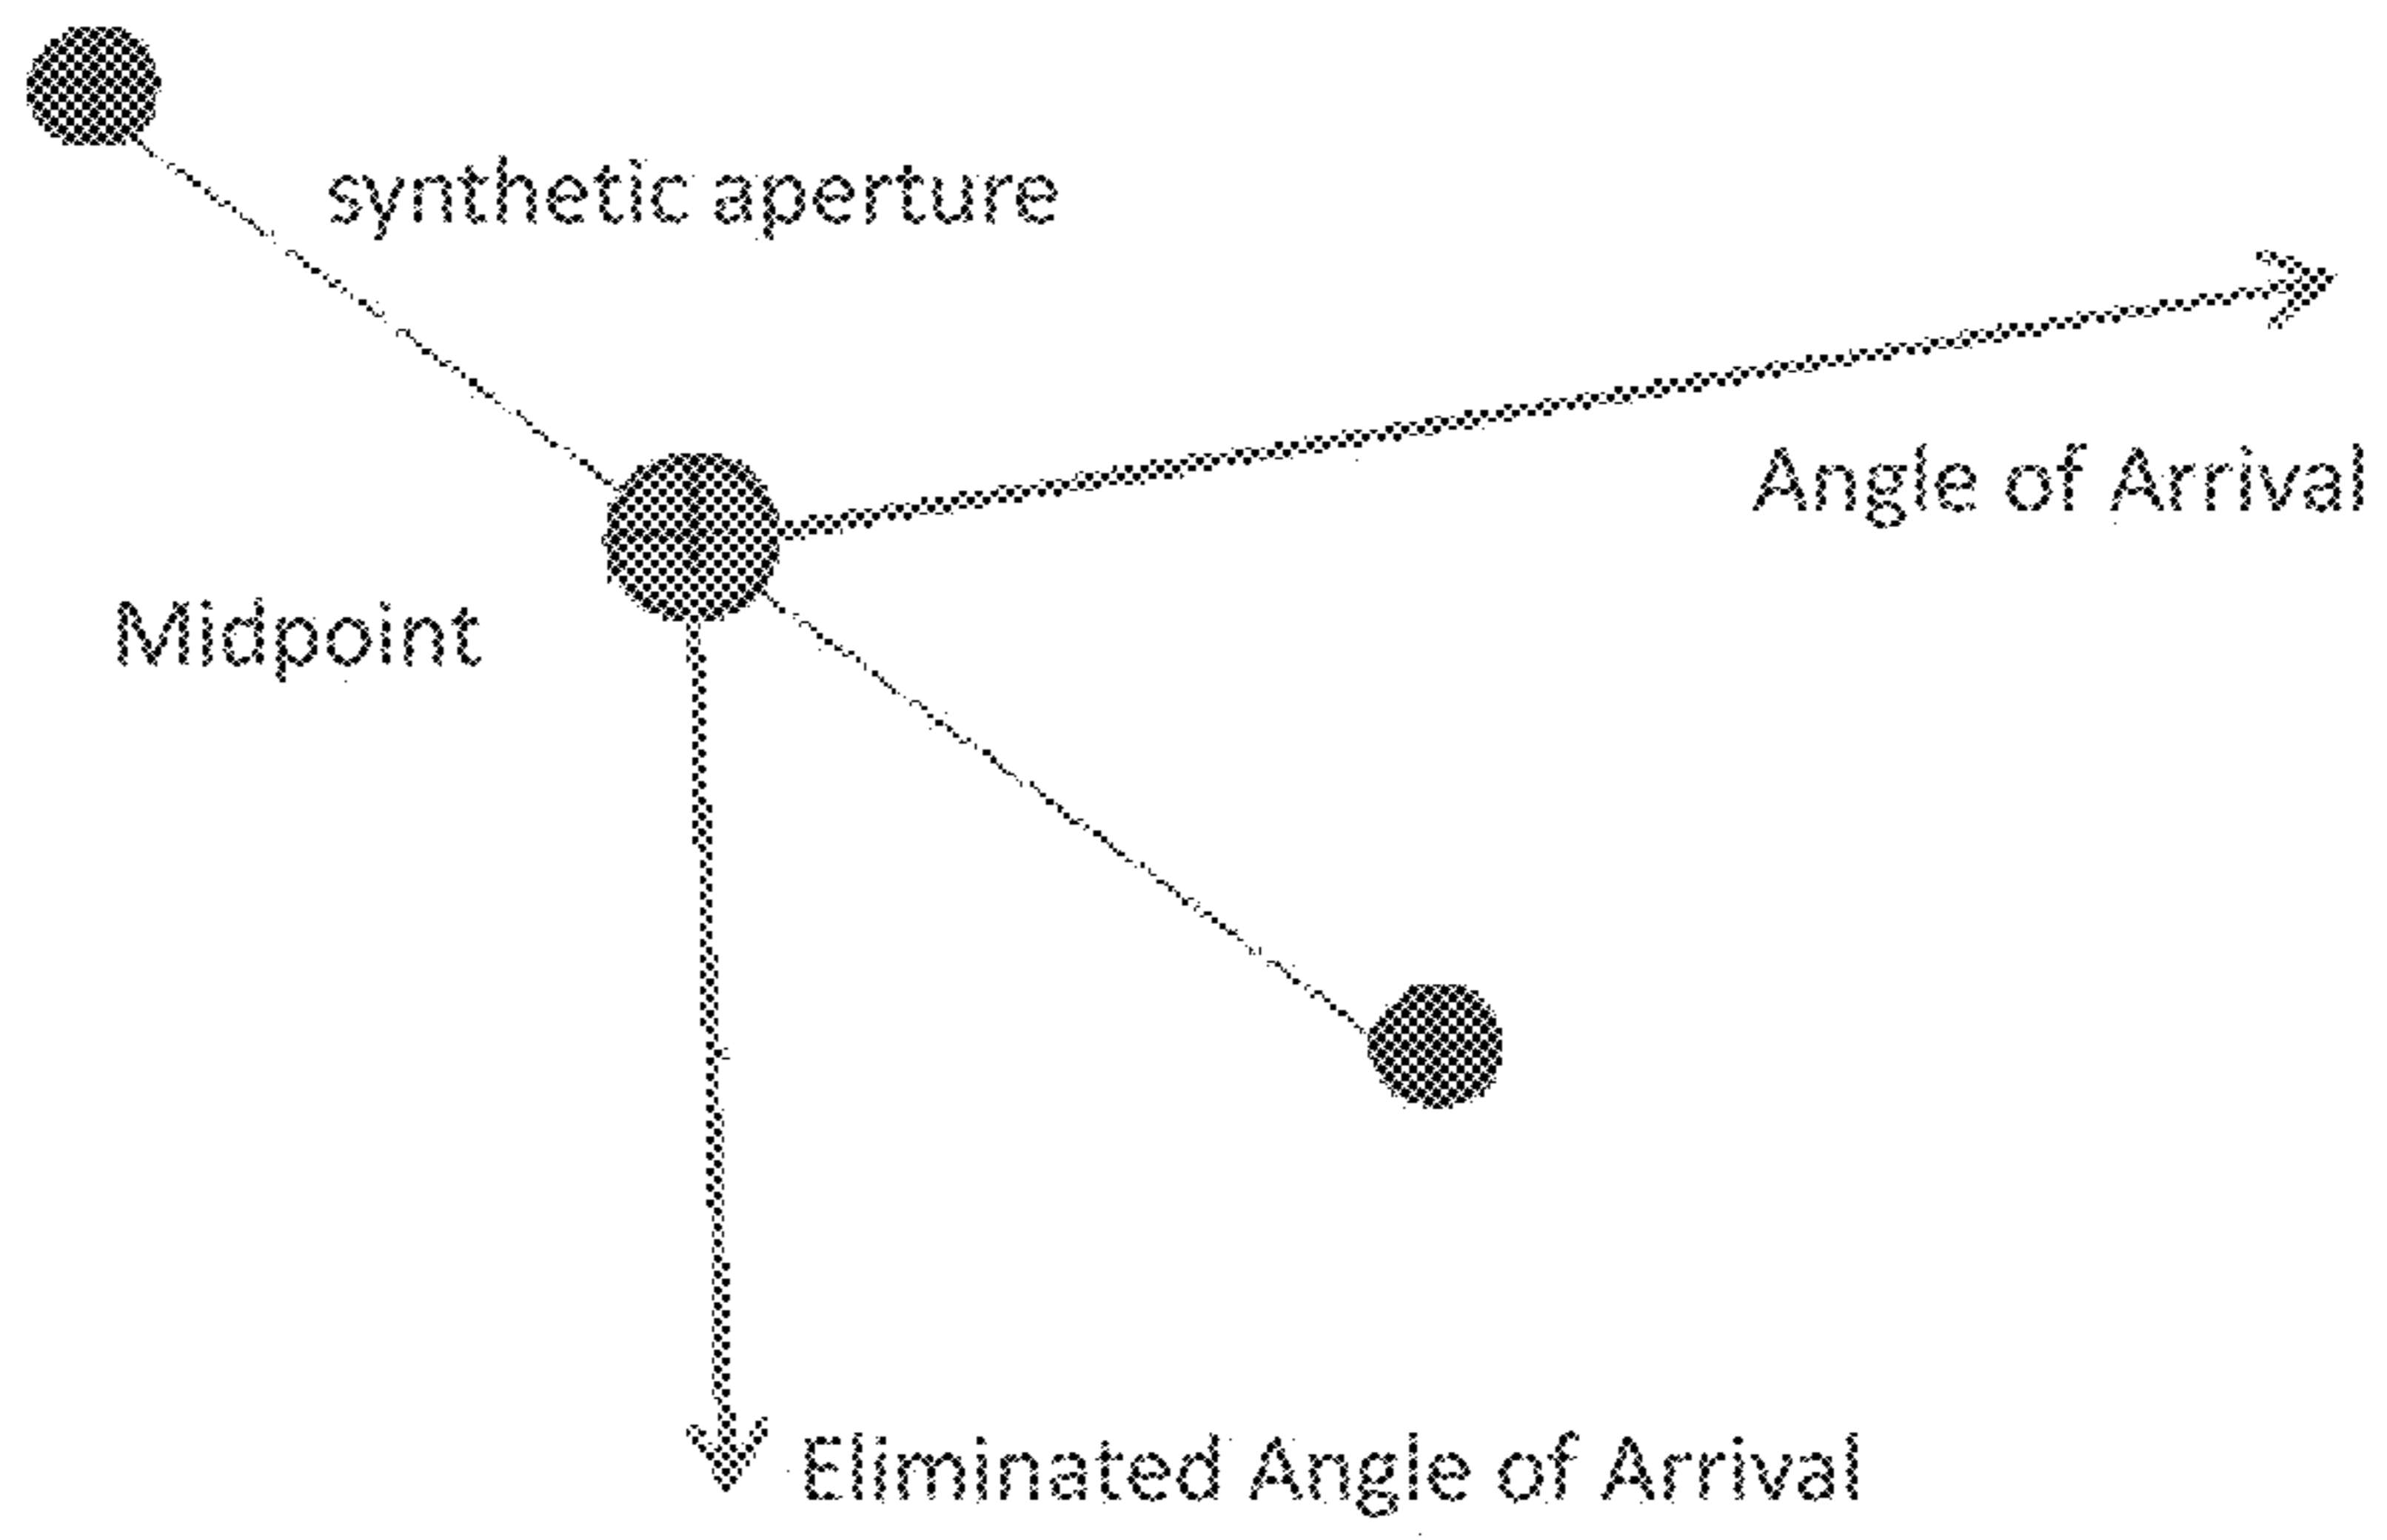 synthetic aperture
Angle of Arrival
Midpoint
Eliminated Angle of Arrival